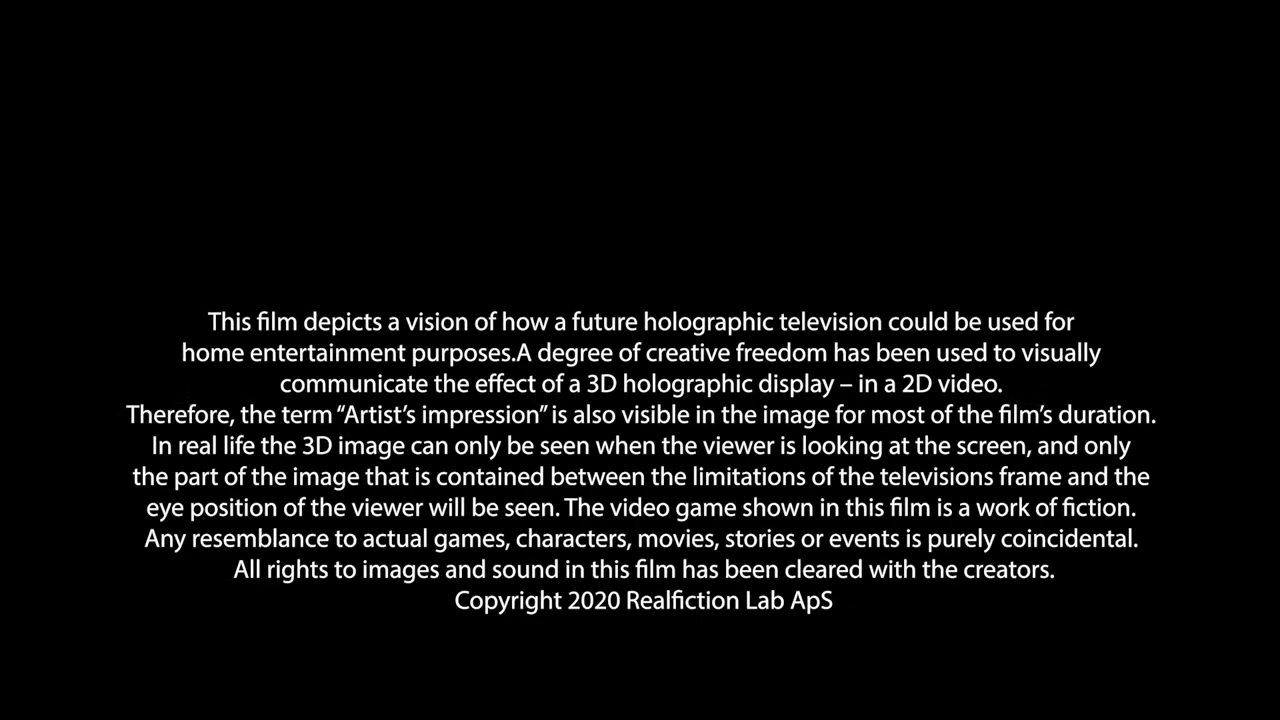 This film depicts a vision of how a future holographic television could be used for
home entertainment purposes.A degree of creative freedom has been used to visually
communicate the effect of a 3D holographic display – in a 2D video.
Therefore, the term “Artist’s impression” is also visible in the image for most of the film’s duration.
In real life the 3D image can only be seen when the viewer is looking at the screen, and only
the part of the image that is contained between the limitations of the televisions frame and the
eye position of the viewer will be seen. The video game shown in this film is a work of fiction.
Any resemblance to actual games, characters, movies, stories or events is purely coincidental.
All rights to images and sound in this film has been cleared with the creators.
Copyright 2020 Realfiction Lab ApS